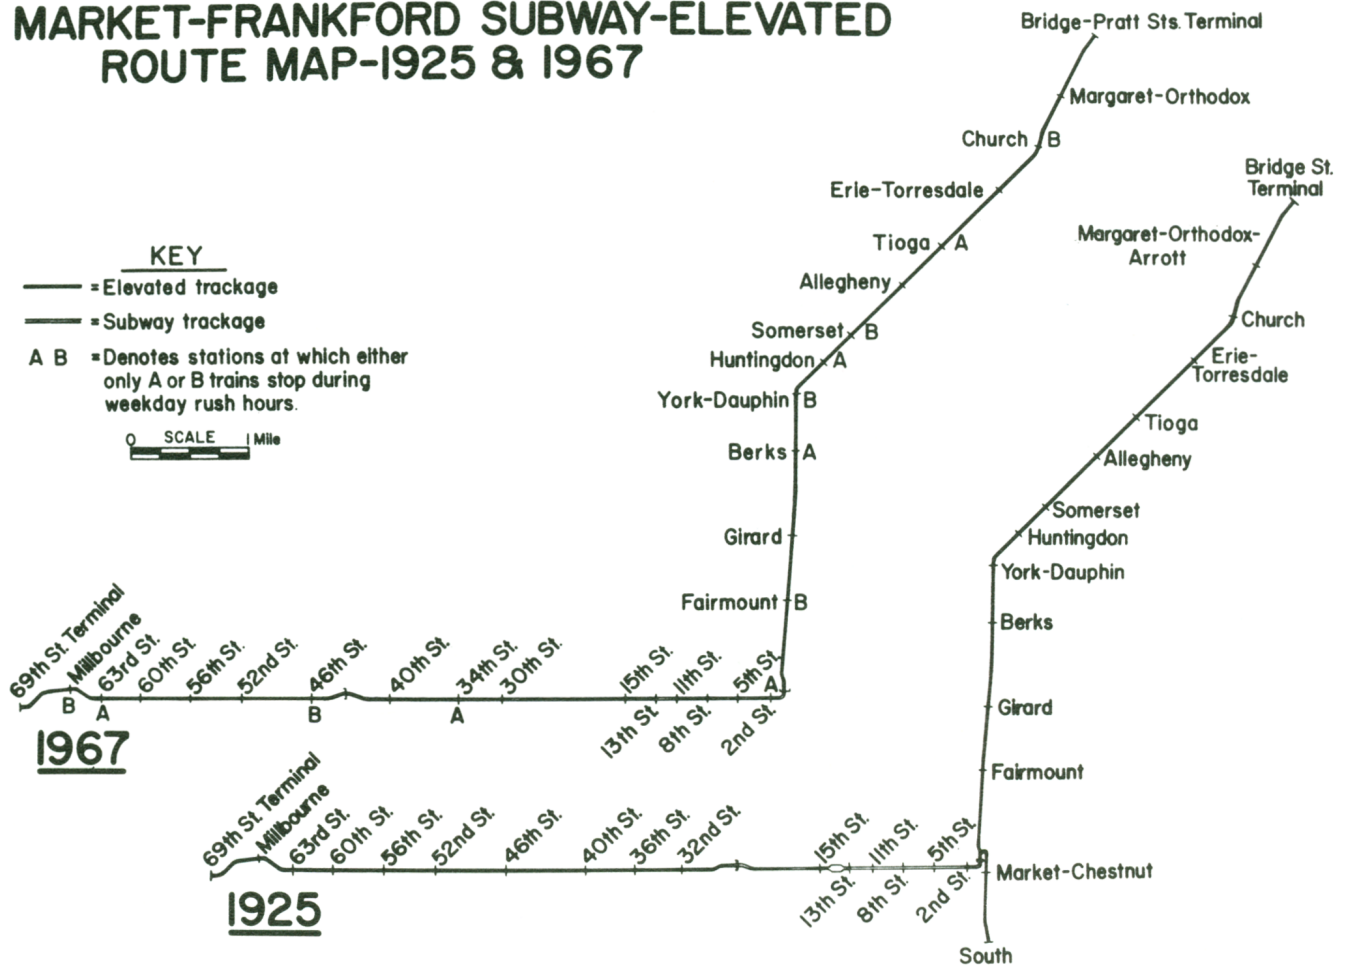 MARKET-FRANKFORD SUBWAY-ELEVATED
ROUTE MAP-1925 & 1967
KEY
=Elevated trackage
=Subway trackage
A B =Denotes stations at which either
only A or B trains stop during
weekday rush hours.
0 SCALE 1 Mile
Bridge-Pratt Sts. Terminal
Margaret-Orthodox
Church B
Erie-Torresdale
Tioga A
Allegheny
Somerset B
Huntingdon A
York-Dauphin B
Berks A
Girard
Fairmount B
69th St. Terminal
Millbourne
63rd St.
60th St.
56th St.
52nd St.
46th St.
40th St.
34th St.
30th St.
15th St.
11th St.
5th St.
A
B
A
B
A
13th St.
8th St.
2nd St.
1967
Bridge St.
Terminal
Margaret-Orthodox-
Arrott
Church
Erie-
Torresdale
Tioga
Allegheny
Somerset
Huntingdon
York-Dauphin
Berks
Girard
Fairmount
69th St. Terminal
Millbourne
63rd St.
60th St.
56th St.
52nd St.
46th St.
40th St.
36th St.
32nd St.
15th St.
11th St.
5th St.
13th St.
8th St.
2nd St.
Market-Chestnut
South
1925